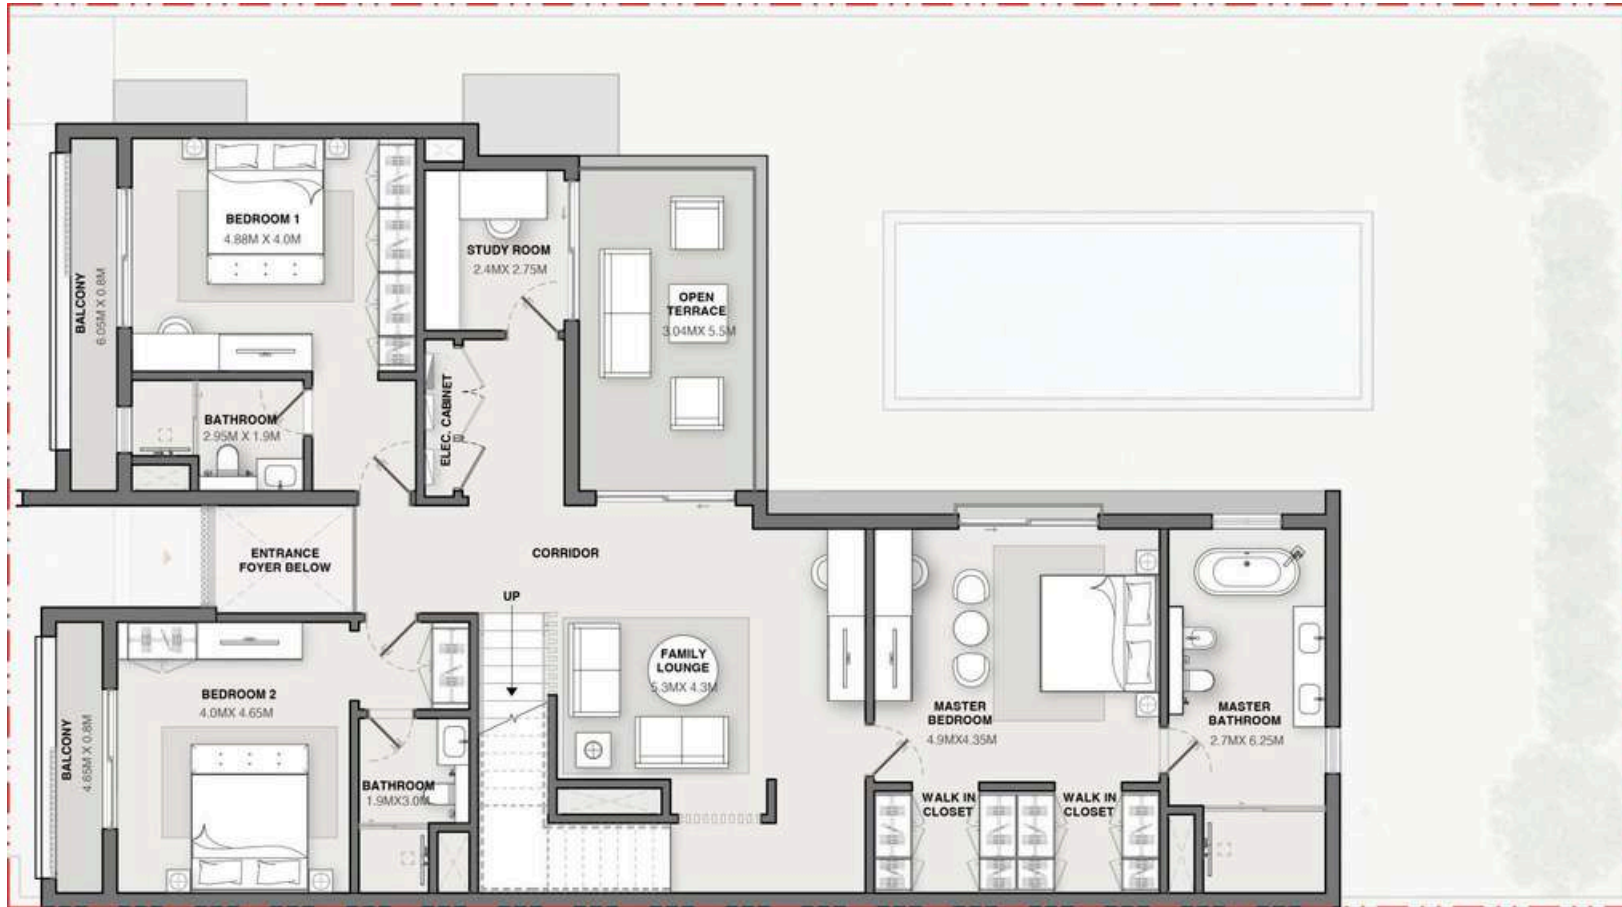 BEDROOM 1
4.88M X 4.0M
BALCONY
6.05M X 0.8M
STUDY ROOM
2.4MX 2.75M
OPEN
TERRACE
3.04MX 5.5M
BATHROOM
2.95M X 1.9M
ELEC. CABINET
ENTRANCE
FOYER BELOW
CORRIDOR
UP
FAMILY
LOUNGE
5.3MX 4.3M
BEDROOM 2
4.0MX 4.65M
BALCONY
4.65M X 0.8M
BATHROOM
1.9MX3.0M
MASTER
BEDROOM
4.9MX4.35M
MASTER
BATHROOM
2.7MX 6.25M
WALK IN
CLOSET
WALK IN
CLOSET